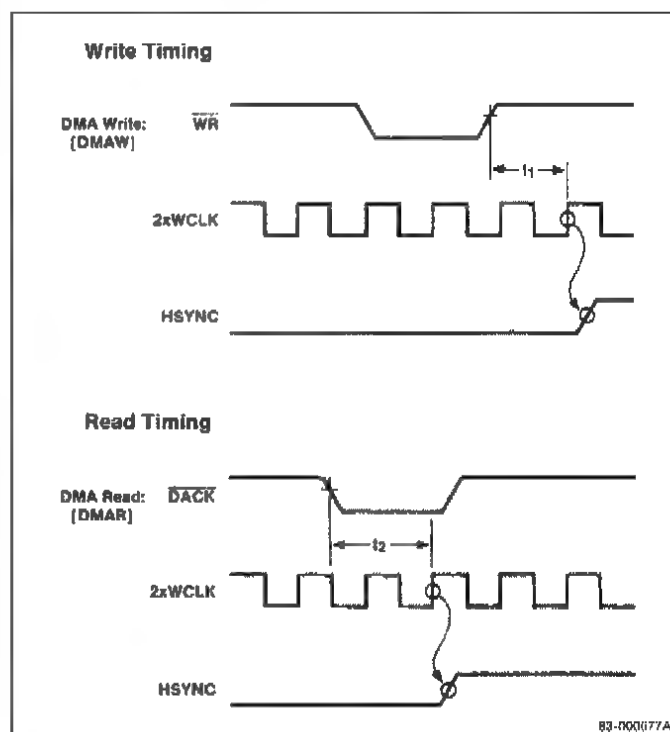 Write Timing
DMA Write: WR
[DMAW]
t1
2xWCLK
HSYNC
Read Timing
DMA Read: DACK
[DMAR]
t2
2xWCLK
HSYNC
83-000677A